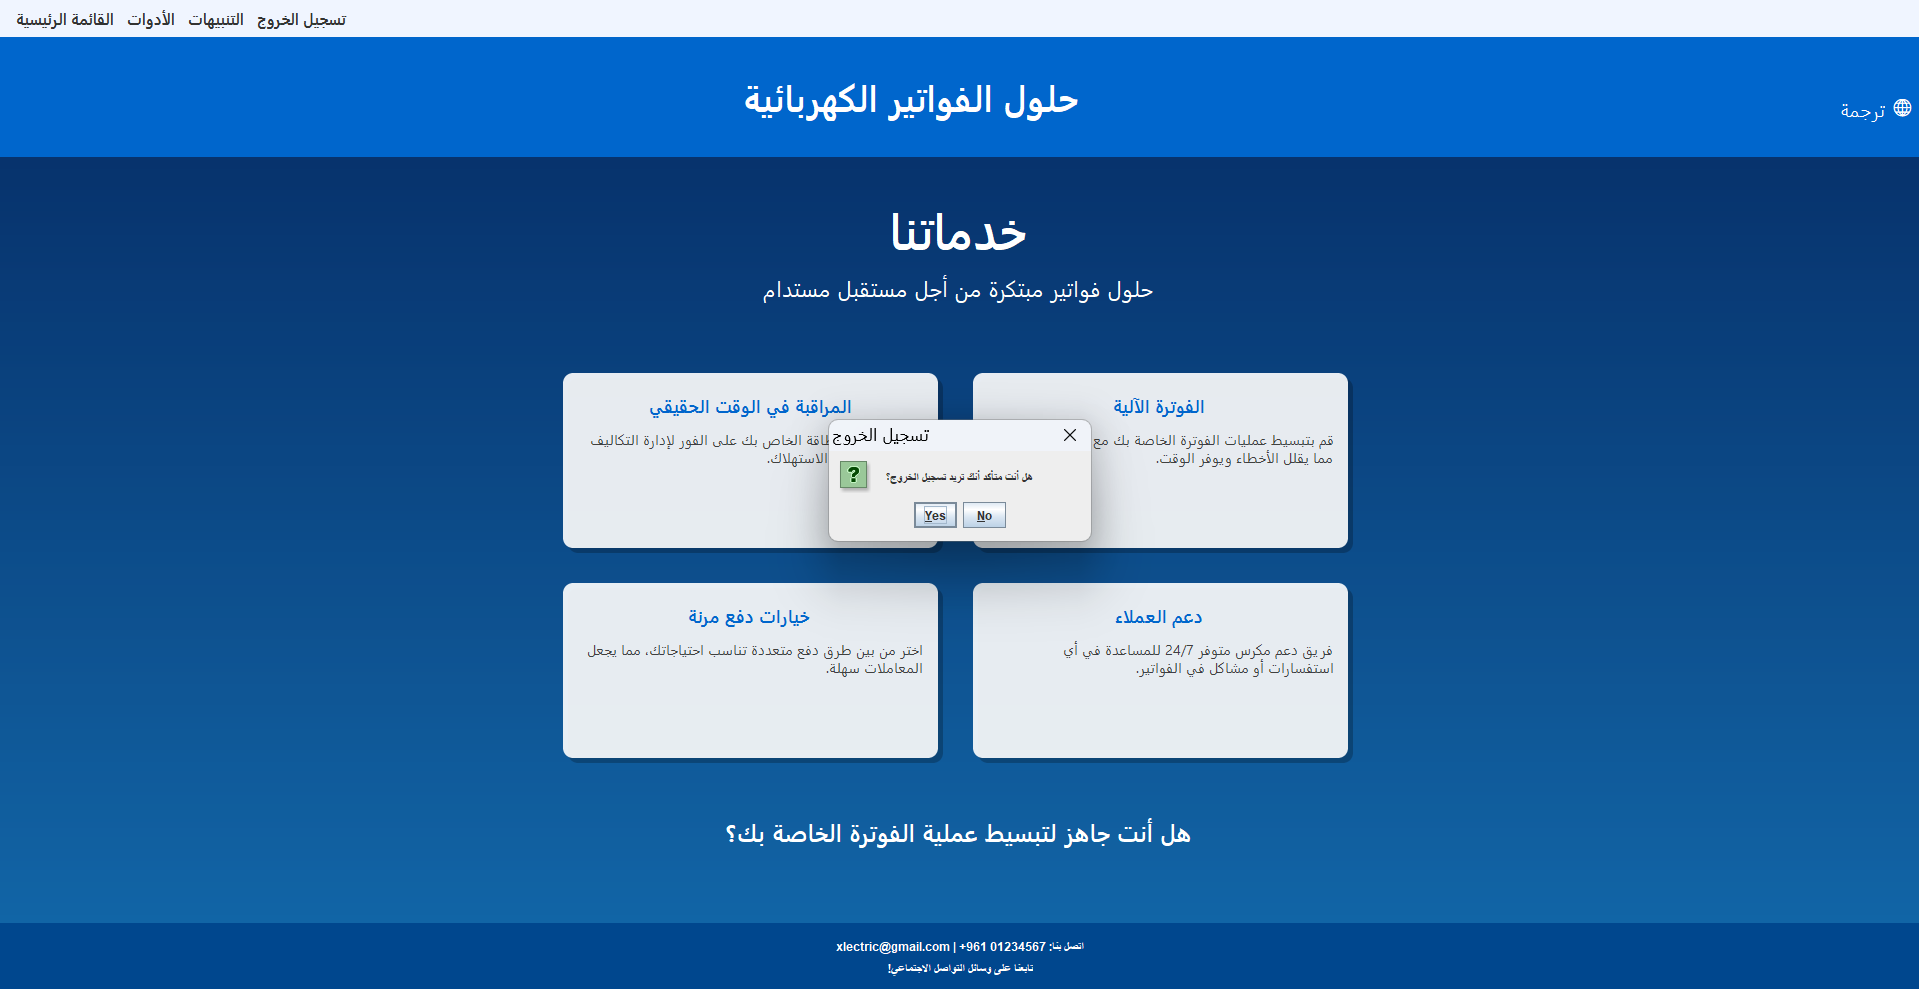 القائمة الرئيسية الأدوات التنبيهات تسجيل الخروج
حلول الفواتير الكهربائية
ترجمة
خدماتنا
حلول فواتير مبتكرة من أجل مستقبل مستدام
الفوترة الآلية
قم بتبسيط عمليات الفوترة الخاصة بك مع
مما يقلل الأخطاء ويوفر الوقت.
المراقبة في الوقت الحقيقي
الخاص بك على الفور لإدارة التكاليف
الاستهلاك.
تسجيل الخروج
هل أنت متأكد أنك تريد تسجيل الخروج؟
Yes No
دعم العملاء
فريق دعم مكرس متوفر 24/7 للمساعدة في أي
استفسارات أو مشاكل في الفواتير.
خيارات دفع مرنة
اختر من بين طرق دفع متعددة تناسب احتياجاتك، مما يجعل
المعاملات سهلة.
هل أنت جاهز لتبسيط عملية الفوترة الخاصة بك؟
اتصل بنا: xlectric@gmail.com | +961 01234567
تابعنا على وسائل التواصل الاجتماعي!